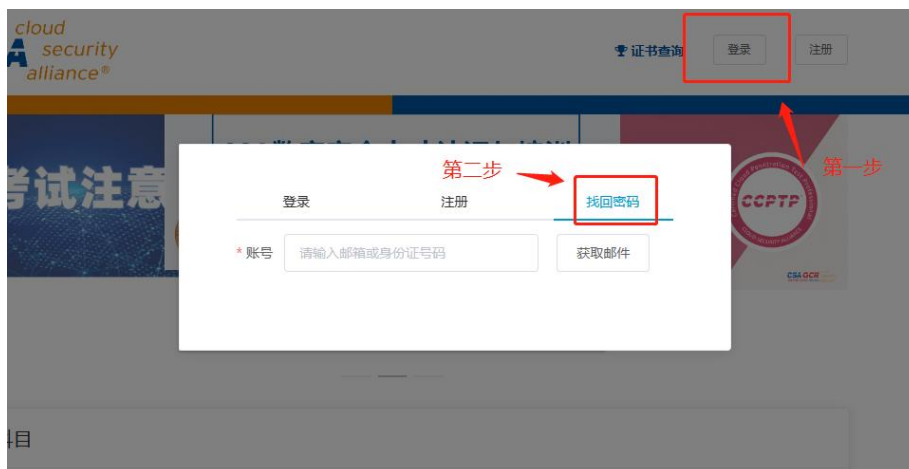 cloud
security
alliance®
证书查询
登录
注册
考试注意
第二步
第一步
登录
注册
找回密码
* 账号
请输入邮箱或身份证号码
获取邮件
CCPTP
CSA GCR
科目